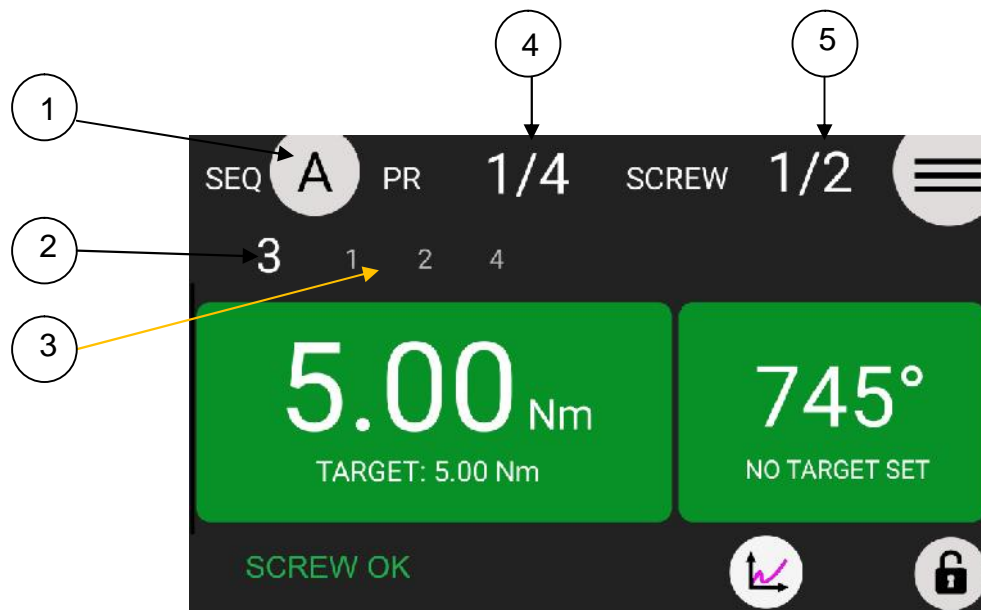 4 5
1
SEQ A PR 1/4 SCREW 1/2
2
3 1 2 4
3
5.00 Nm 745°
TARGET: 5.00 Nm NO TARGET SET
SCREW OK